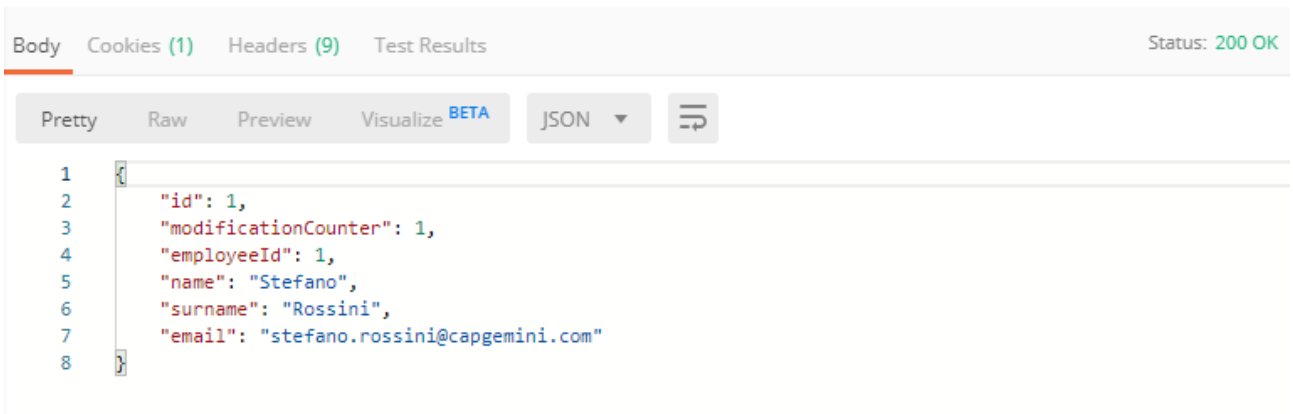 Body Cookies (1) Headers (9) Test Results Status: 200 OK
Pretty Raw Preview Visualize BETA JSON
1 {
2 "id": 1,
3 "modificationCounter": 1,
4 "employeeId": 1,
5 "name": "Stefano",
6 "surname": "Rossini",
7 "email": "stefano.rossini@capgemini.com"
8 }